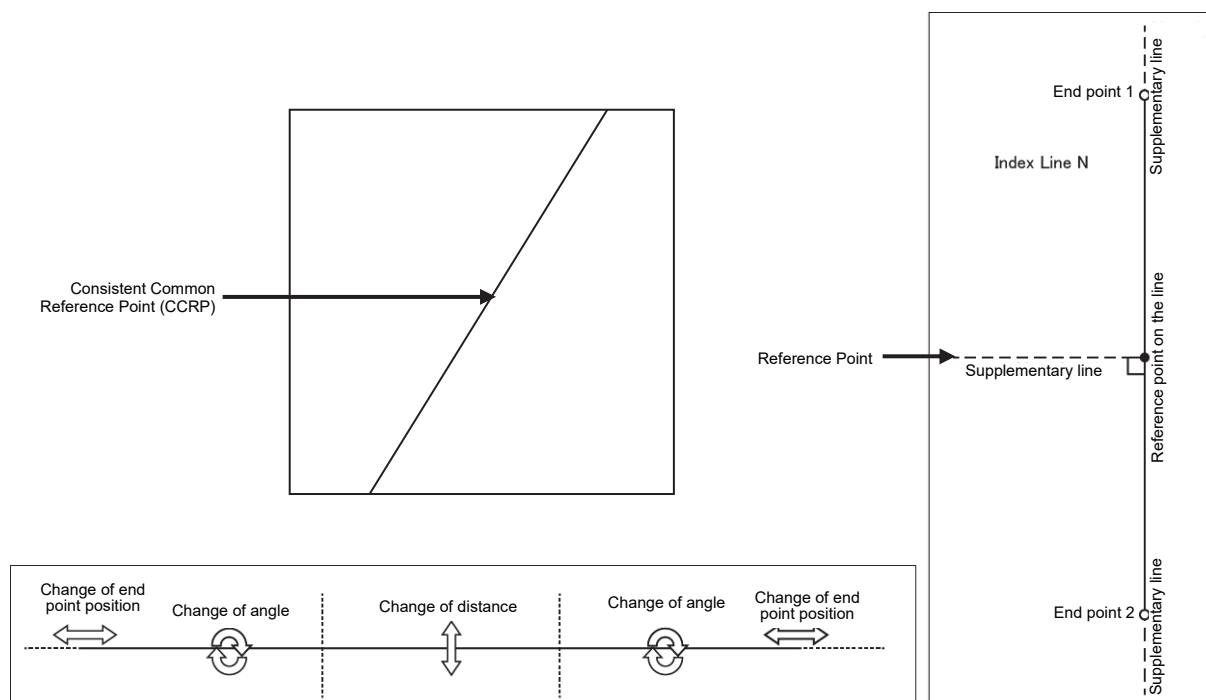 Consistent Common
Reference Point (CCRP)
End point 1
Supplementary line
Index Line N
Reference point on the line
Reference Point
Supplementary line
End point 2
Supplementary line
Change of end
point position
Change of angle
Change of distance
Change of angle
Change of end
point position